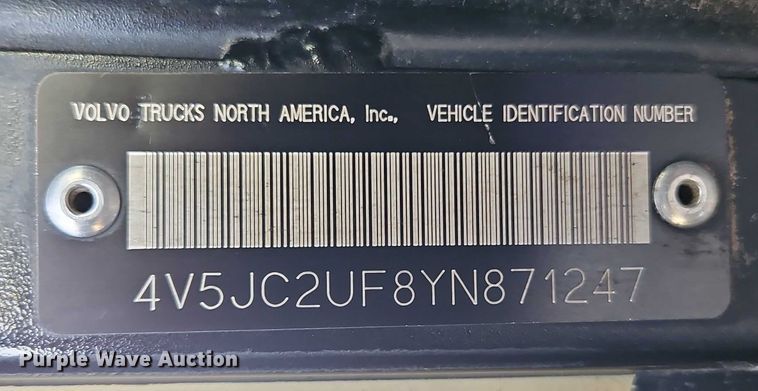 VOLVO TRUCKS NORTH AMERICA, Inc., VEHICLE IDENTIFICATION NUMBER
4V5JC2UF8YN871247
Purple Wave Auction